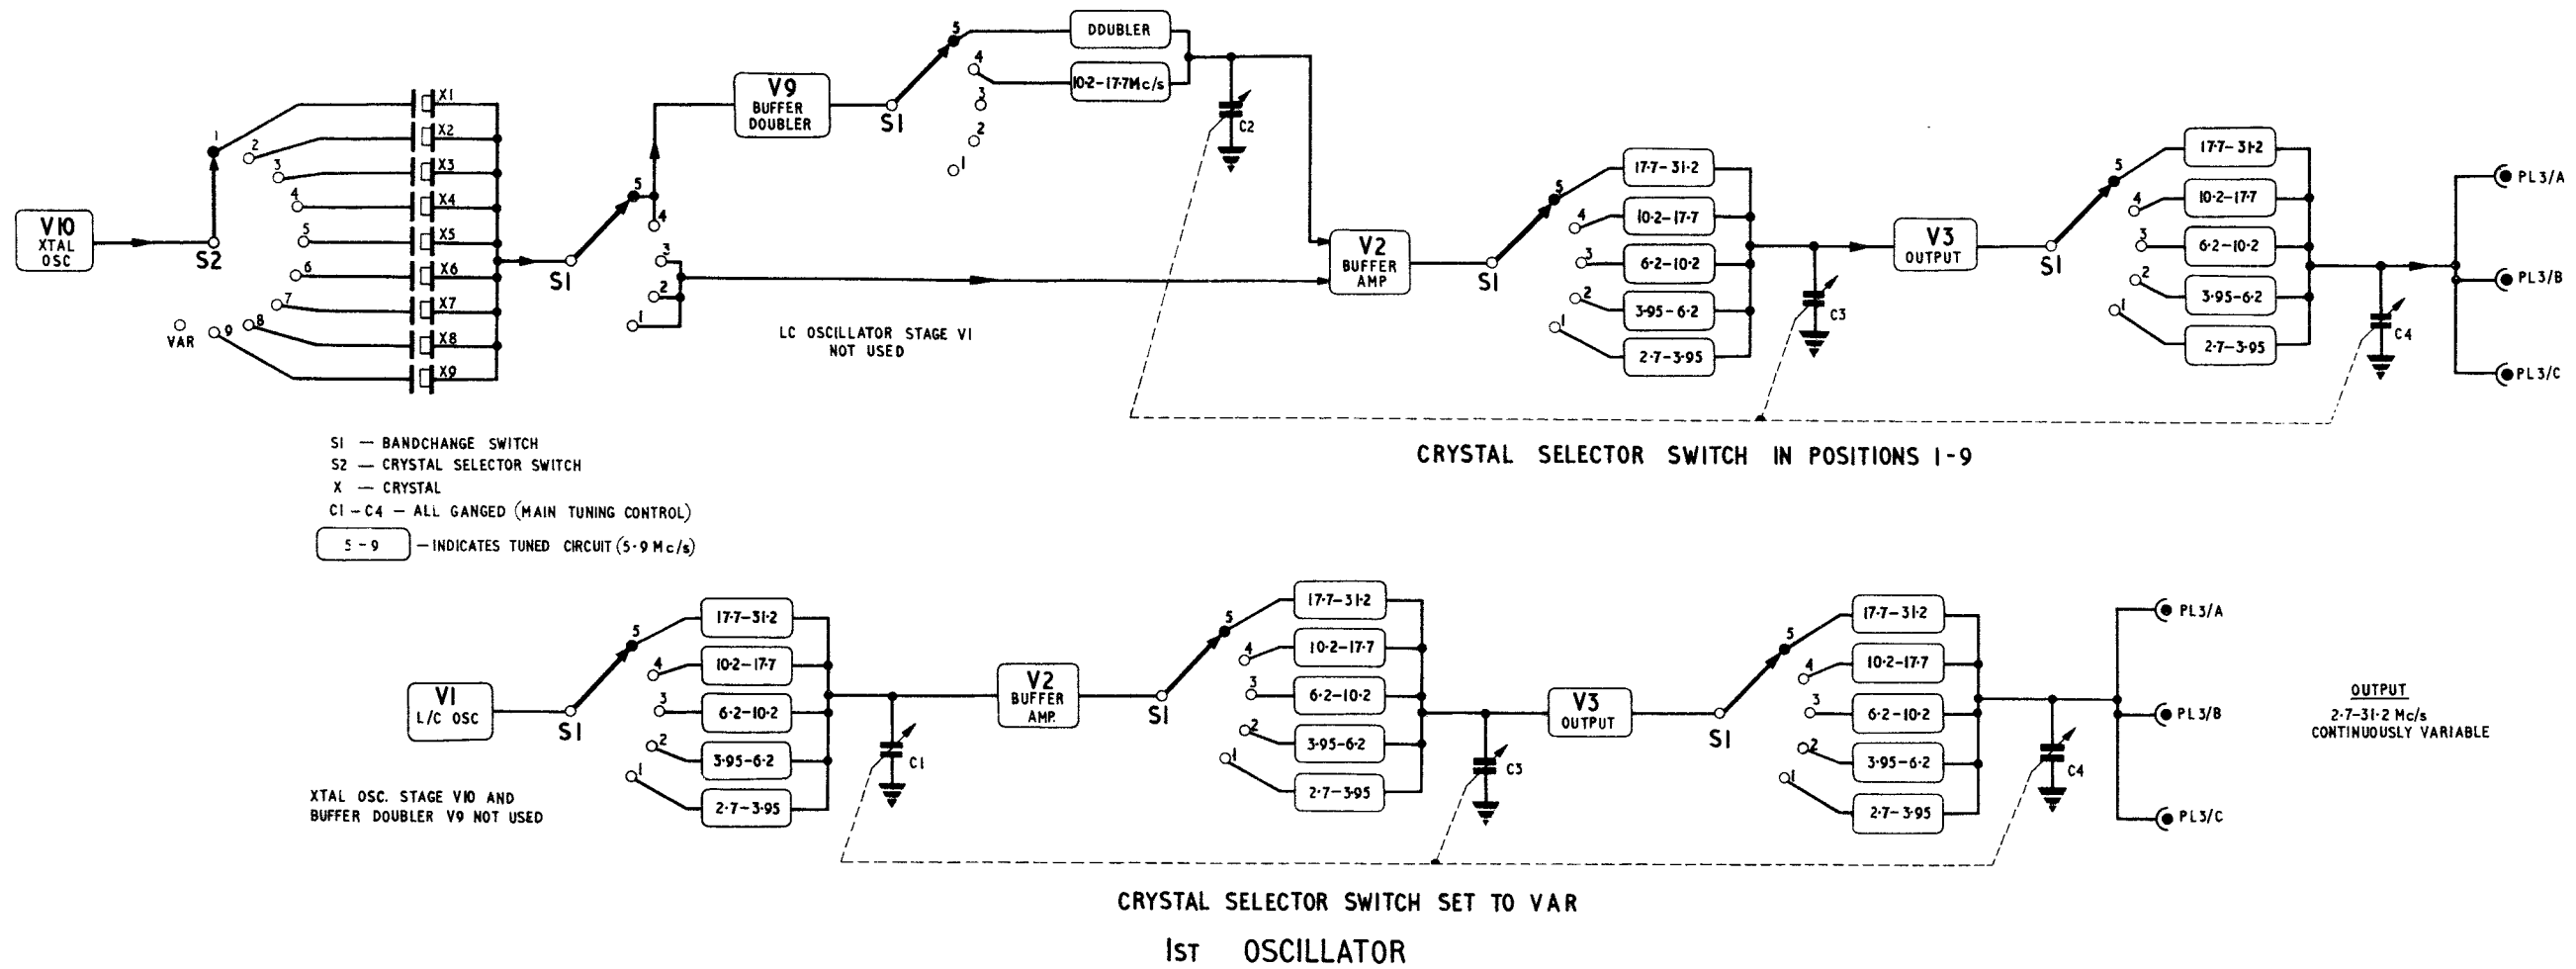 V10
XTAL
OSC
S2
1
2
3
4
5
6
7
8
9
VAR
X1
X2
X3
X4
X5
X6
X7
X8
X9
S1
5
4
3
2
1
V9
BUFFER
DOUBLER
S1
5
4
3
2
1
DDUBLER
10·2-17·7Mc/s
C2
LC OSCILLATOR STAGE V1
NOT USED
V2
BUFFER
AMP
S1
5
4
3
2
1
17·7-31·2
10·2-17·7
6·2-10·2
3·95-6·2
2·7-3·95
C3
V3
OUTPUT
S1
5
4
3
2
1
17·7-31·2
10·2-17·7
6·2-10·2
3·95-6·2
2·7-3·95
C4
PL3/A
PL3/B
PL3/C
CRYSTAL SELECTOR SWITCH IN POSITIONS 1-9
S1 — BANDCHANGE SWITCH
S2 — CRYSTAL SELECTOR SWITCH
X — CRYSTAL
C1-C4 — ALL GANGED (MAIN TUNING CONTROL)
5-9 — INDICATES TUNED CIRCUIT (5·9 Mc/s)
V1
L/C OSC
S1
5
4
3
2
1
17·7-31·2
10·2-17·7
6·2-10·2
3·95-6·2
2·7-3·95
C1
XTAL OSC. STAGE V10 AND
BUFFER DOUBLER V9 NOT USED
V2
BUFFER
AMP.
S1
5
4
3
2
1
17·7-31·2
10·2-17·7
6·2-10·2
3·95-6·2
2·7-3·95
C3
V3
OUTPUT
S1
5
4
3
2
1
17·7-31·2
10·2-17·7
6·2-10·2
3·95-6·2
2·7-3·95
C4
PL3/A
PL3/B
PL3/C
OUTPUT
2·7-31·2 Mc/s
CONTINUOUSLY VARIABLE
CRYSTAL SELECTOR SWITCH SET TO VAR
1ST OSCILLATOR